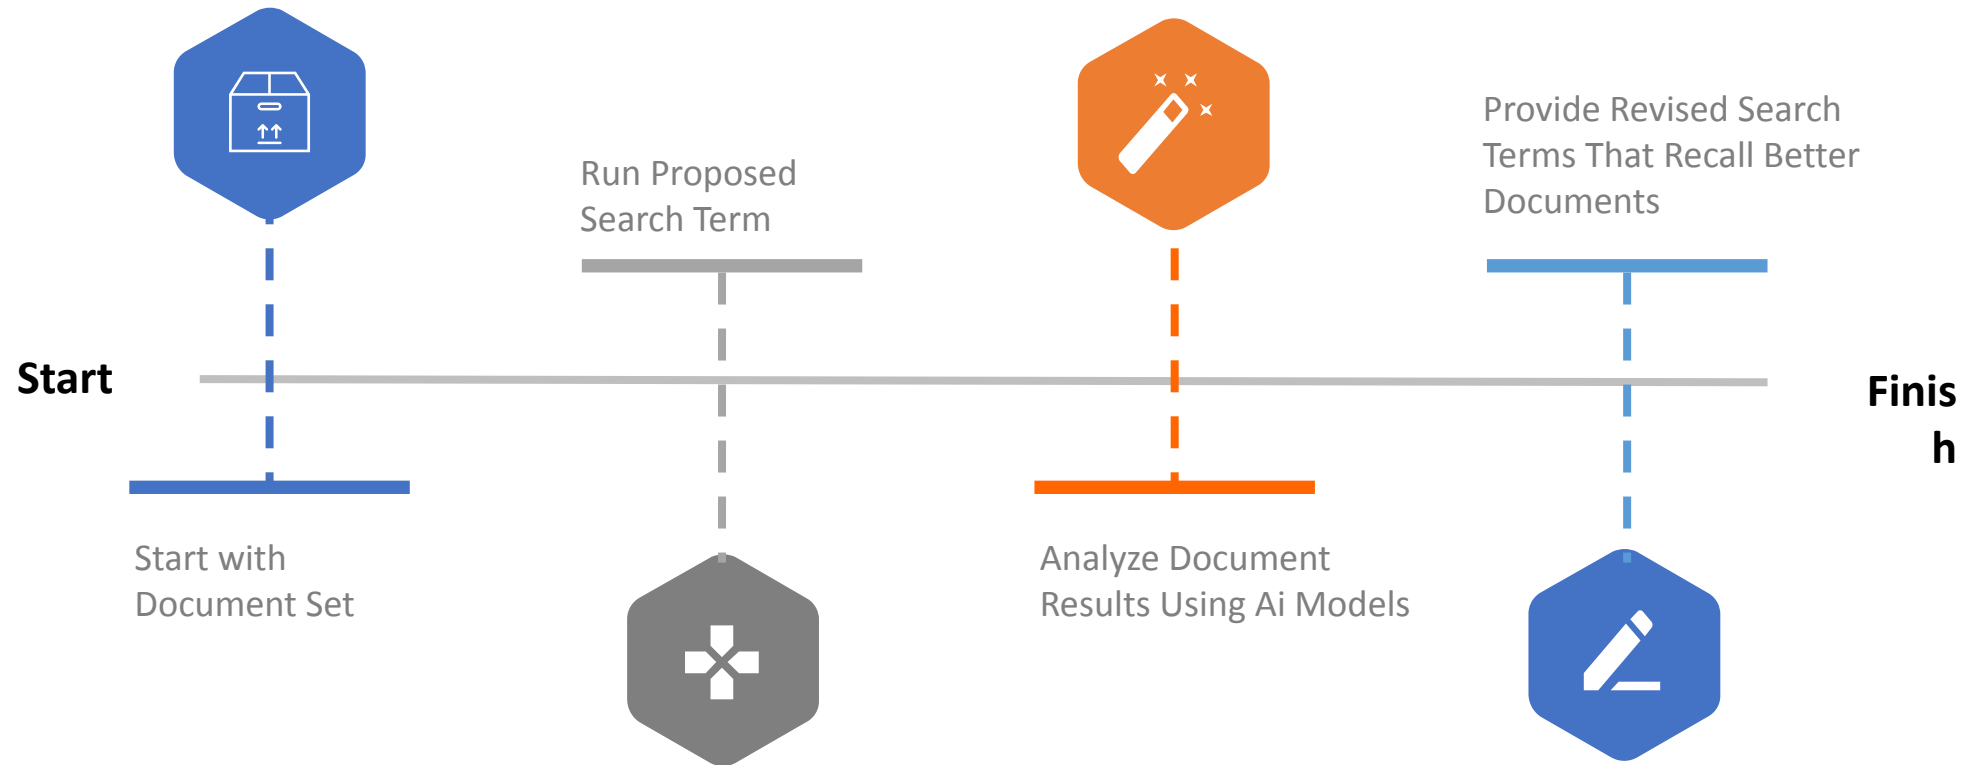 Start
Start with
Document Set
Run Proposed
Search Term
Analyze Document
Results Using Ai Models
Provide Revised Search
Terms That Recall Better
Documents
Finis
h